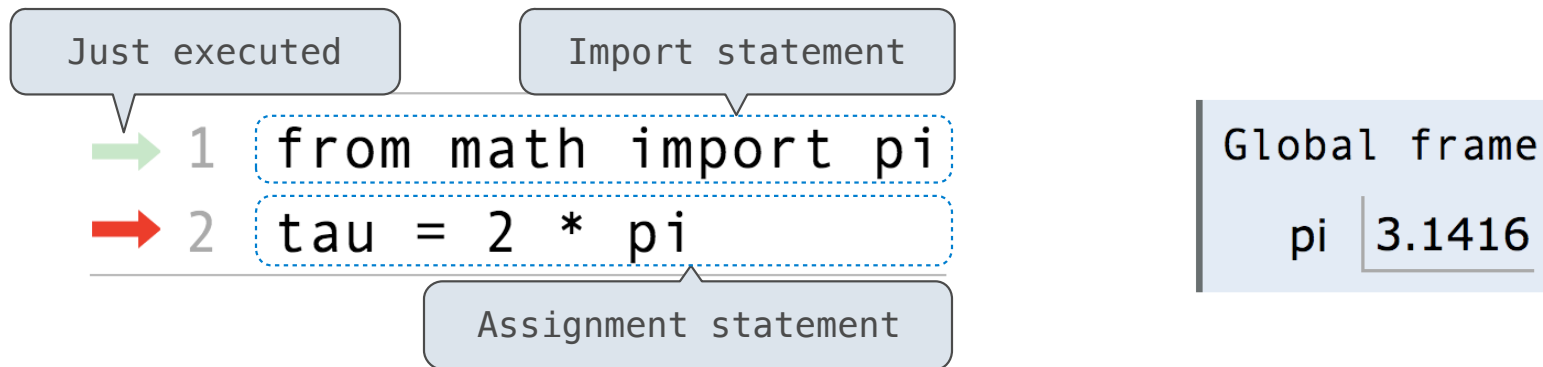 Just executed
Import statement
1 from math import pi
2 tau = 2 * pi
Assignment statement
Global frame
pi 3.1416